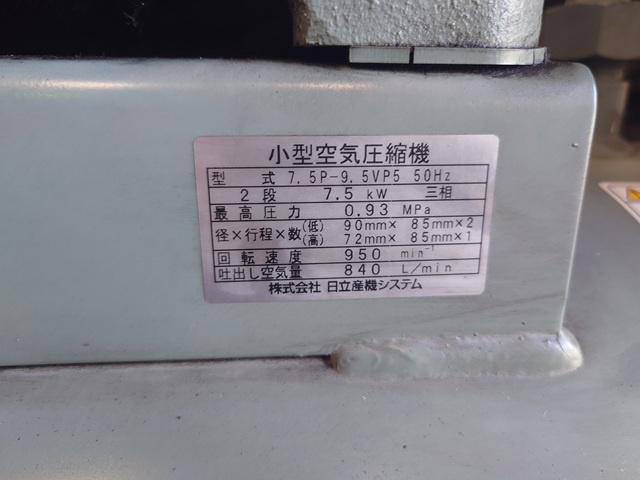 小型空気圧縮機
型式 7.5P-9.5VP5 50Hz
2段 7.5 kW 三相
最高圧力 0.93 MPa
径×行程×数 (低) 90mm× 85mm×2
(高) 72mm× 85mm×1
回転速度 950 min⁻¹
吐出し空気量 840 L/min
株式会社 日立産機システム